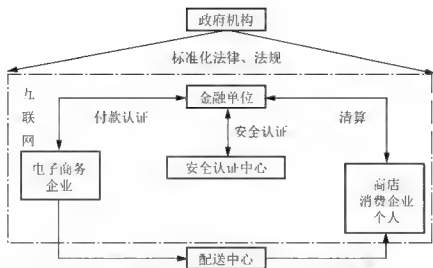 政府机构
标准化法律、法规
互
联
网
付款认证
金融单位
清算
安全认证
电子商务
企业
安全认证中心
商店
消费企业
个人
配送中心